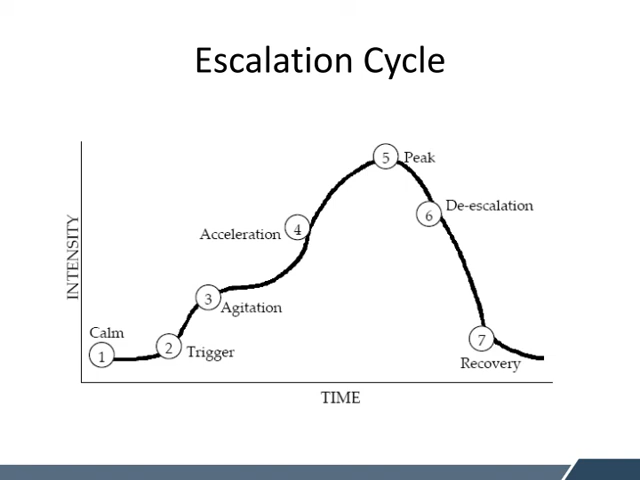 Escalation Cycle
INTENSITY
5 Peak
6 De-escalation
Acceleration 4
3 Agitation
Calm
1
2 Trigger
7
Recovery
TIME